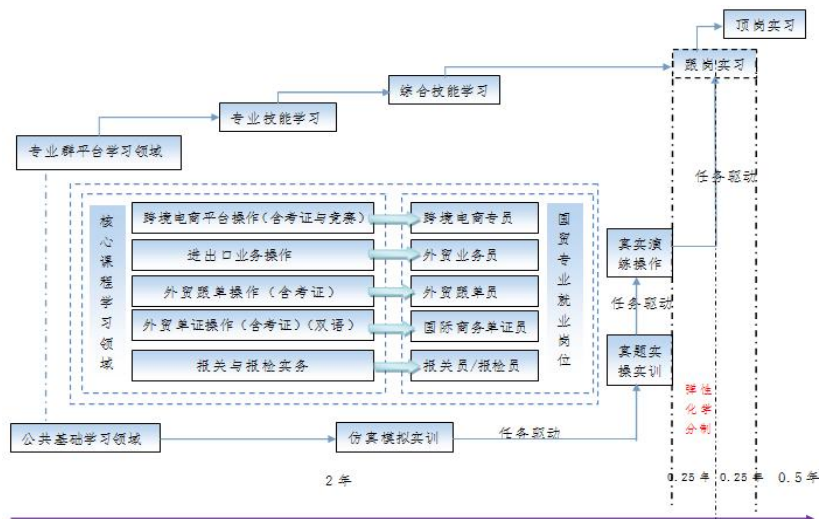 顶岗实习
跟岗实习
综合技能学习
专业技能学习
专业群平台学习领域
任务驱动
核
心
课
程
学
习
领
域
跨境电商平台操作(含考证与竞赛)
进出口业务操作
外贸跟单操作(含考证)
外贸单证操作(含考证)(双语)
报关与报检实务
跨境电商专员
外贸业务员
外贸跟单员
国际商务单证员
报关员/报检员
国
贸
专
业
就
业
岗
位
真实演
练操作
任务驱动
真题实
操实训
弹性
化学
分制
公共基础学习领域
仿真模拟实训
任务驱动
2年
0.25年
0.25年
0.5年